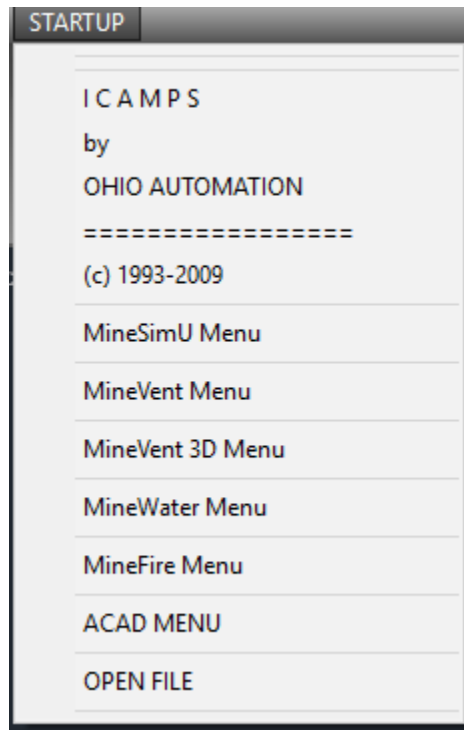 STARTUP
I C A M P S
by
OHIO AUTOMATION
==================
(c) 1993-2009
MineSimU Menu
MineVent Menu
MineVent 3D Menu
MineWater Menu
MineFire Menu
ACAD MENU
OPEN FILE